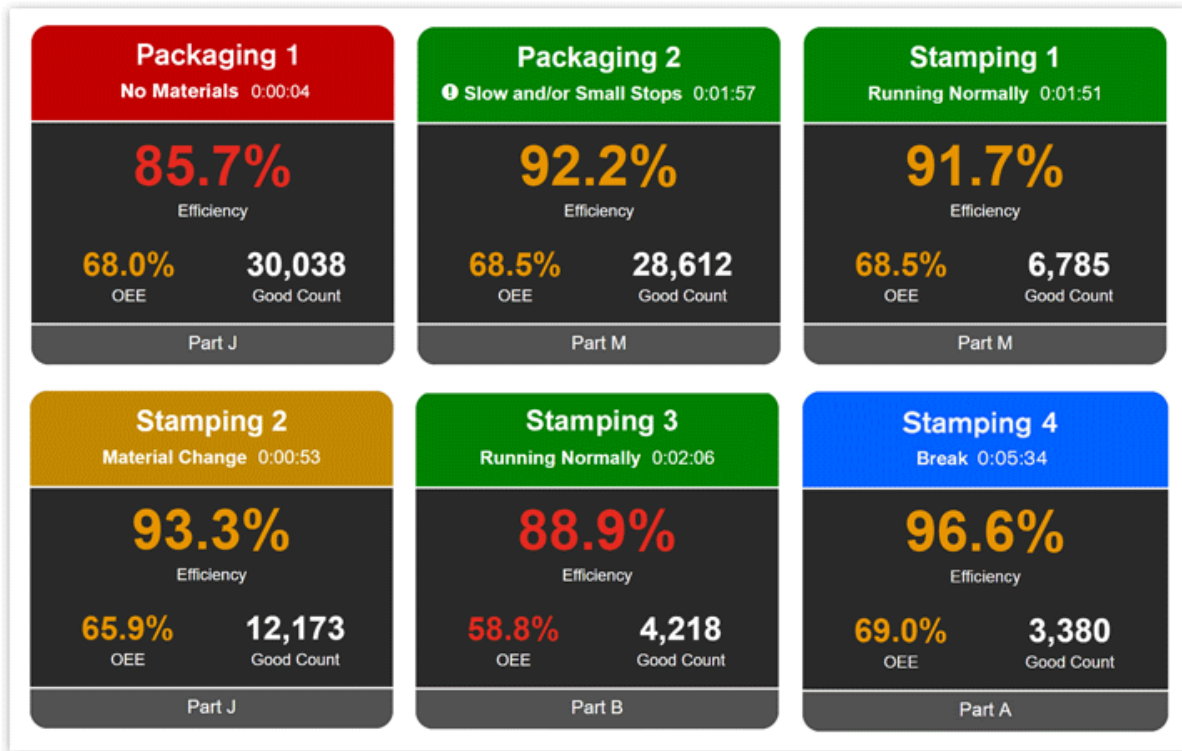 Packaging 1
No Materials 0:00:04
85.7%
Efficiency
68.0% 30,038
OEE Good Count
Part J
Packaging 2
Slow and/or Small Stops 0:01:57
92.2%
Efficiency
68.5% 28,612
OEE Good Count
Part M
Stamping 1
Running Normally 0:01:51
91.7%
Efficiency
68.5% 6,785
OEE Good Count
Part M
Stamping 2
Material Change 0:00:53
93.3%
Efficiency
65.9% 12,173
OEE Good Count
Part J
Stamping 3
Running Normally 0:02:06
88.9%
Efficiency
58.8% 4,218
OEE Good Count
Part B
Stamping 4
Break 0:05:34
96.6%
Efficiency
69.0% 3,380
OEE Good Count
Part A